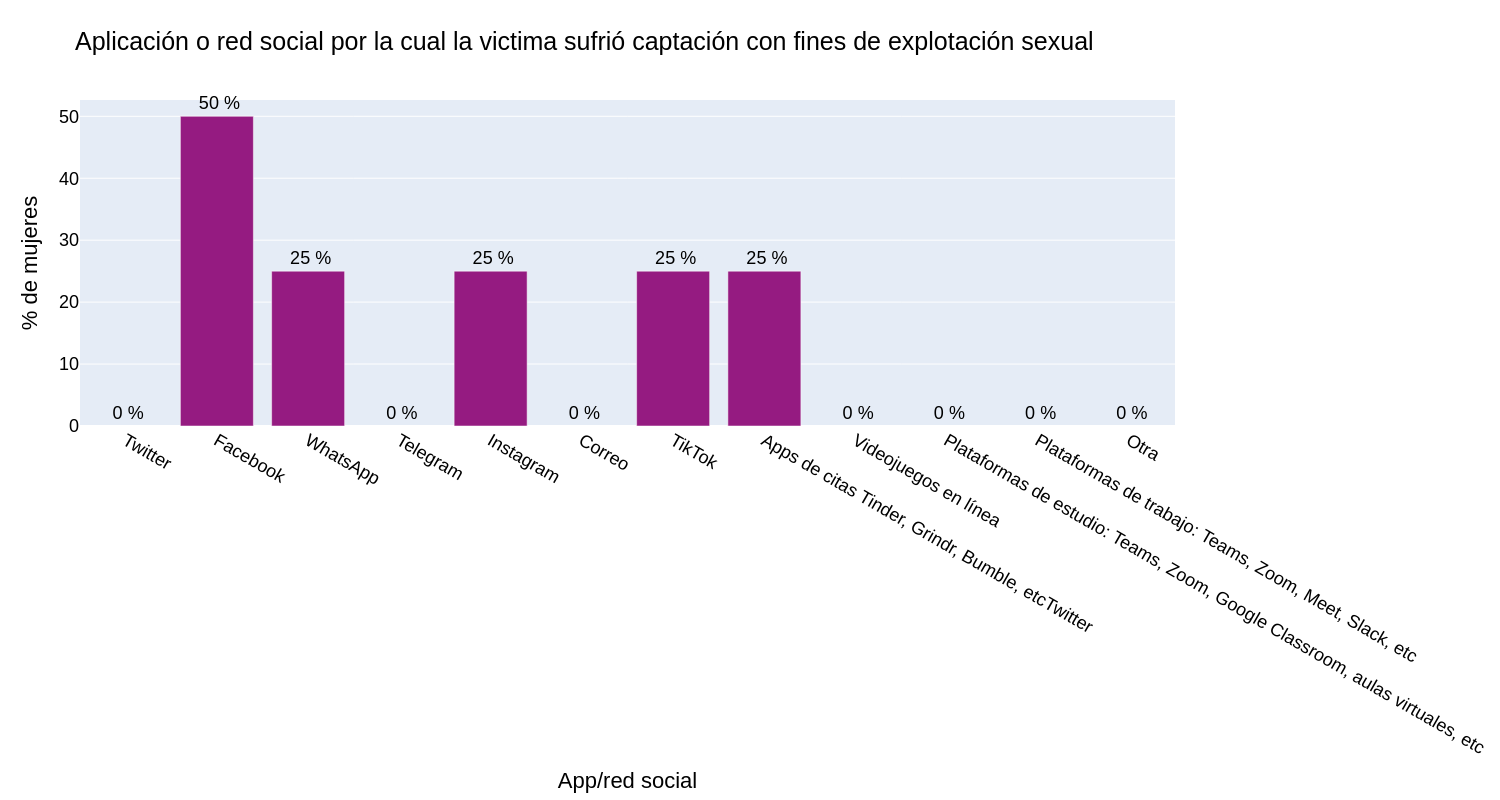 Aplicación o red social por la cual la victima sufrió captación con fines de explotación sexual
% de mujeres
50
40
30
20
10
0
0 %
50 %
25 %
0 %
25 %
0 %
25 %
25 %
0 %
0 %
0 %
0 %
Twitter
Facebook
WhatsApp
Telegram
Instagram
Correo
TikTok
Apps de citas Tinder, Grindr, Bumble, etcTwitter
Videojuegos en línea
Plataformas de estudio: Teams, Zoom, Google Classroom, aulas virtuales, etc
Plataformas de trabajo: Teams, Zoom, Meet, Slack, etc
Otra
App/red social